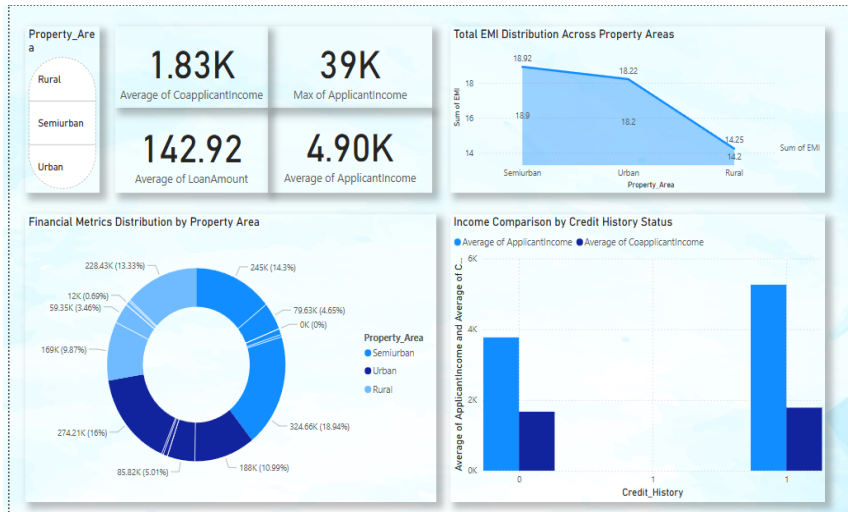 Property_Are
a
Rural
Semiurban
Urban
1.83K
Average of CoapplicantIncome
39K
Max of ApplicantIncome
142.92
Average of LoanAmount
4.90K
Average of ApplicantIncome
Total EMI Distribution Across Property Areas
Sum of EMI
18
16
14
18.92
18.22
14.25
18.9
18.2
14.2
Sum of EMI
Semiurban
Urban
Rural
Property_Area
Financial Metrics Distribution by Property Area
228.43K (13.33%)
245K (14.3%)
12K (0.69%)
59.35K (3.46%)
79.63K (4.65%)
0K (0%)
169K (9.87%)
274.21K (16%)
324.66K (18.94%)
85.82K (5.01%)
188K (10.99%)
Property_Area
Semiurban
Urban
Rural
Income Comparison by Credit History Status
Average of ApplicantIncome Average of CoapplicantIncome
Average of ApplicantIncome and Average of C...
6K
4K
2K
0K
0
1
1
Credit_History